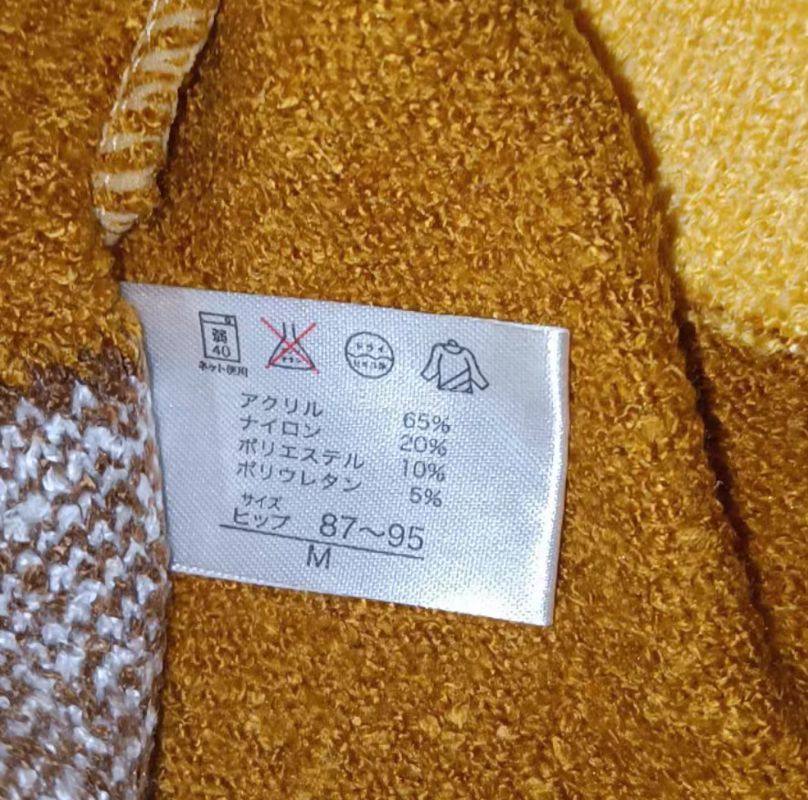 弱
40
ネット使用
ドライ
アクリル 65%
ナイロン 20%
ポリエステル 10%
ポリウレタン 5%
サイズ
ヒップ 87〜95
M